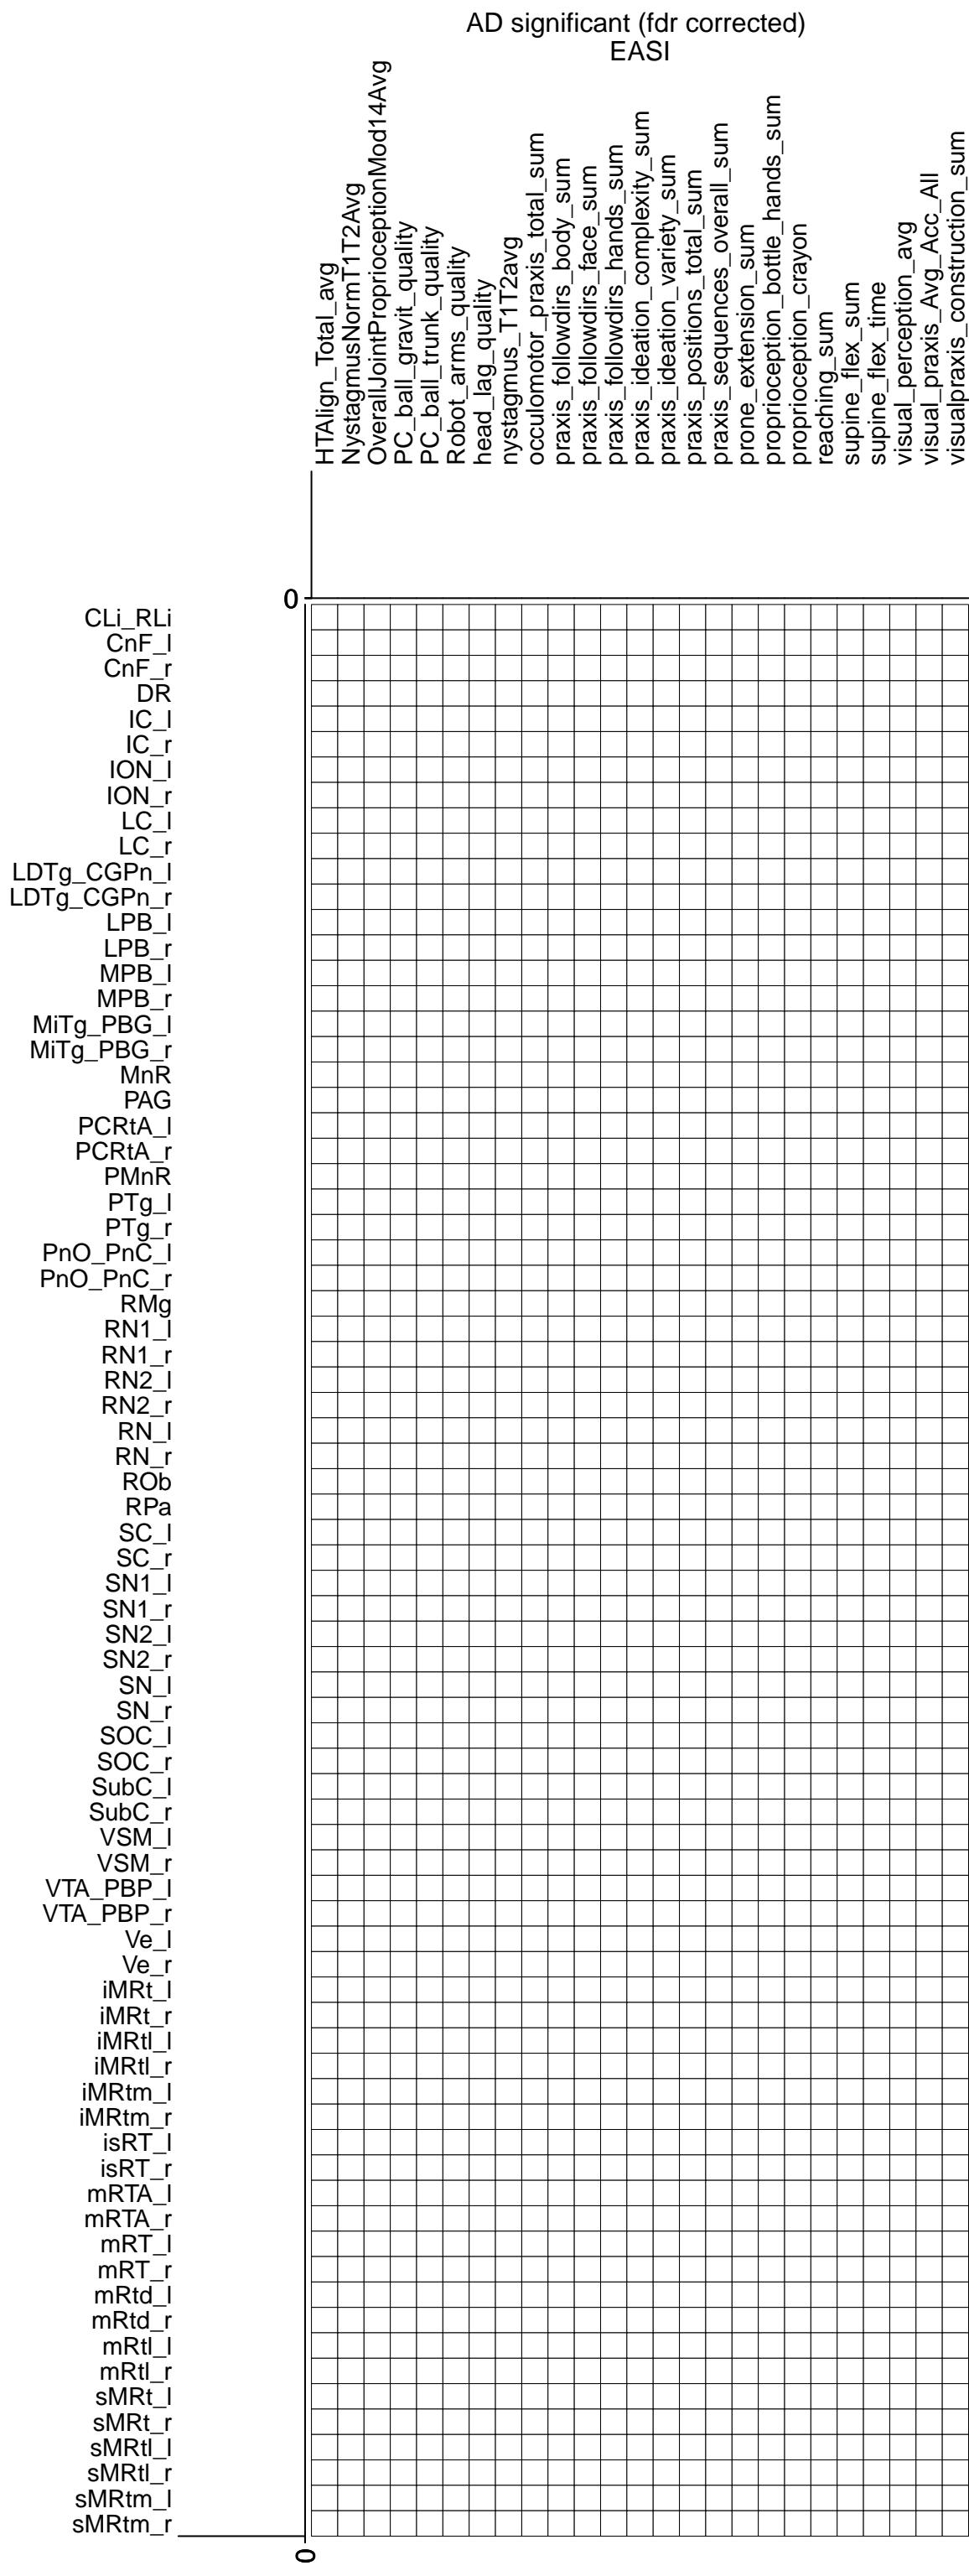 AD significant (fdr corrected)
EASI
HTAlign_Total_avg
NystagmusNormT1T2Avg
OverallJointProprioceptionMod14Avg
PC_ball_gravit_quality
PC_ball_trunk_quality
Robot_arms_quality
head_lag_quality
nystagmus_T1T2avg
occulomotor_praxis_total_sum
praxis_followdirs_body_sum
praxis_followdirs_face_sum
praxis_followdirs_hands_sum
praxis_ideation_complexity_sum
praxis_ideation_variety_sum
praxis_positions_total_sum
praxis_sequences_overall_sum
prone_extension_sum
proprioception_bottle_hands_sum
proprioception_crayon
reaching_sum
supine_flex_sum
supine_flex_time
visual_perception_avg
visual_praxis_Avg_Acc_All
visualpraxis_construction_sum
0
CLi_RLi
CnF_l
CnF_r
DR
IC_l
IC_r
ION_l
ION_r
LC_l
LC_r
LDTg_CGPn_l
LDTg_CGPn_r
LPB_l
LPB_r
MPB_l
MPB_r
MiTg_PBG_l
MiTg_PBG_r
MnR
PAG
PCRtA_l
PCRtA_r
PMnR
PTg_l
PTg_r
PnO_PnC_l
PnO_PnC_r
RMg
RN1_l
RN1_r
RN2_l
RN2_r
RN_l
RN_r
ROb
RPa
SC_l
SC_r
SN1_l
SN1_r
SN2_l
SN2_r
SN_l
SN_r
SOC_l
SOC_r
SubC_l
SubC_r
VSM_l
VSM_r
VTA_PBP_l
VTA_PBP_r
Ve_l
Ve_r
iMRt_l
iMRt_r
iMRtl_l
iMRtl_r
iMRtm_l
iMRtm_r
isRT_l
isRT_r
mRTA_l
mRTA_r
mRT_l
mRT_r
mRtd_l
mRtd_r
mRtl_l
mRtl_r
sMRt_l
sMRt_r
sMRtl_l
sMRtl_r
sMRtm_l
sMRtm_r
0